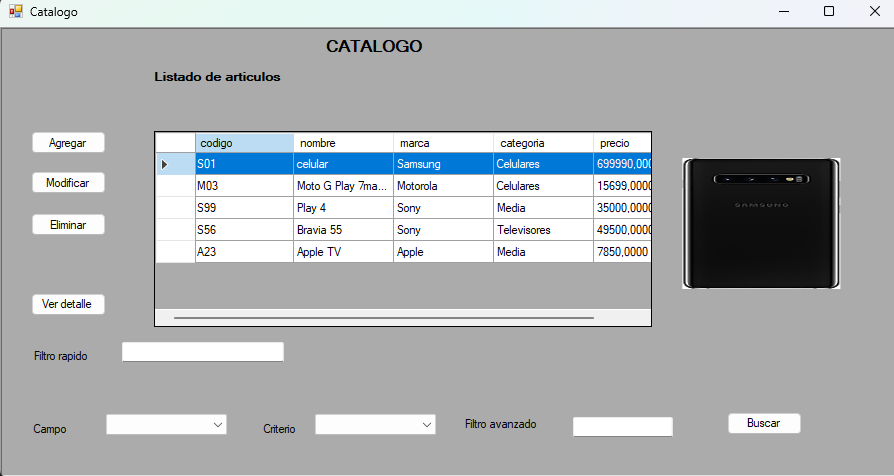 Catalogo
CATALOGO
Listado de articulos
Agregar
Modificar
Eliminar
Ver detalle
codigo nombre marca categoria precio
S01 celular Samsung Celulares 699990,000
M03 Moto G Play 7ma... Motorola Celulares 15699,0000
S99 Play 4 Sony Media 35000,0000
S56 Bravia 55 Sony Televisores 49500,0000
A23 Apple TV Apple Media 7850,0000
SAMSUNG
Filtro rapido
Campo Criterio Filtro avanzado Buscar